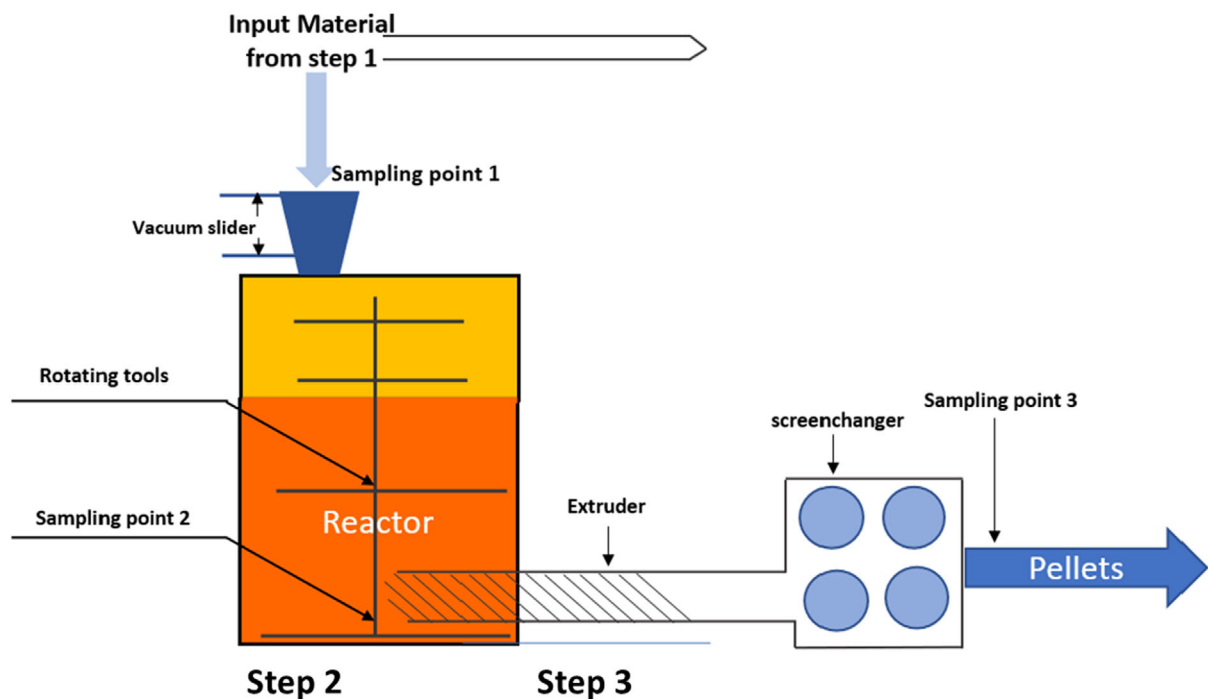 Input Material
from step 1
Sampling point 1
Vacuum slider
Rotating tools
Sampling point 3
screenchanger
Sampling point 2
Reactor
Extruder
Pellets
Step 2
Step 3